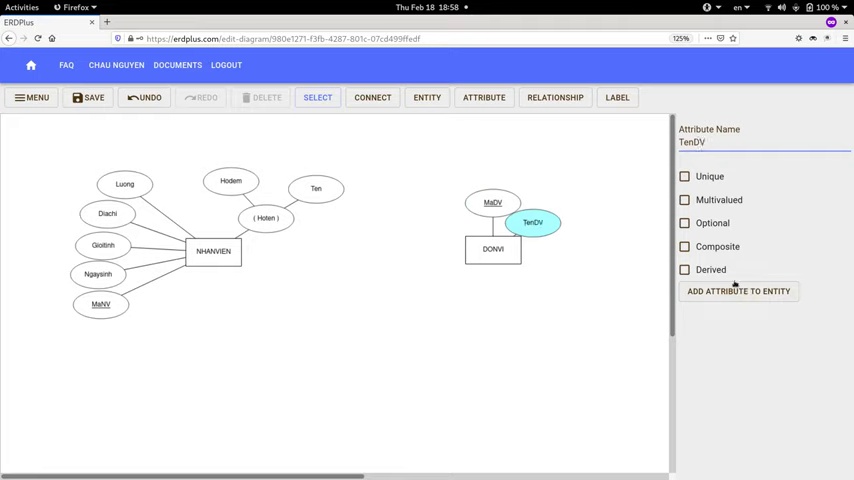 Activities Firefox Thu Feb 18 18:58 en 100 %
ERDPlus
https://erdplus.com/edit-diagram/980e1271-f3fb-4287-801c-07cd499ffedf 125%
FAQ CHAU NGUYEN DOCUMENTS LOGOUT
MENU SAVE UNDO REDO DELETE SELECT CONNECT ENTITY ATTRIBUTE RELATIONSHIP LABEL
Attribute Name
TenDV
Unique
Multivalued
Optional
Composite
Derived
ADD ATTRIBUTE TO ENTITY
Luong
Hodem
Ten
Diachi
( Hoten )
Gioitinh
NHANVIEN
Ngaysinh
MaNV
MaDV
TenDV
DONVI